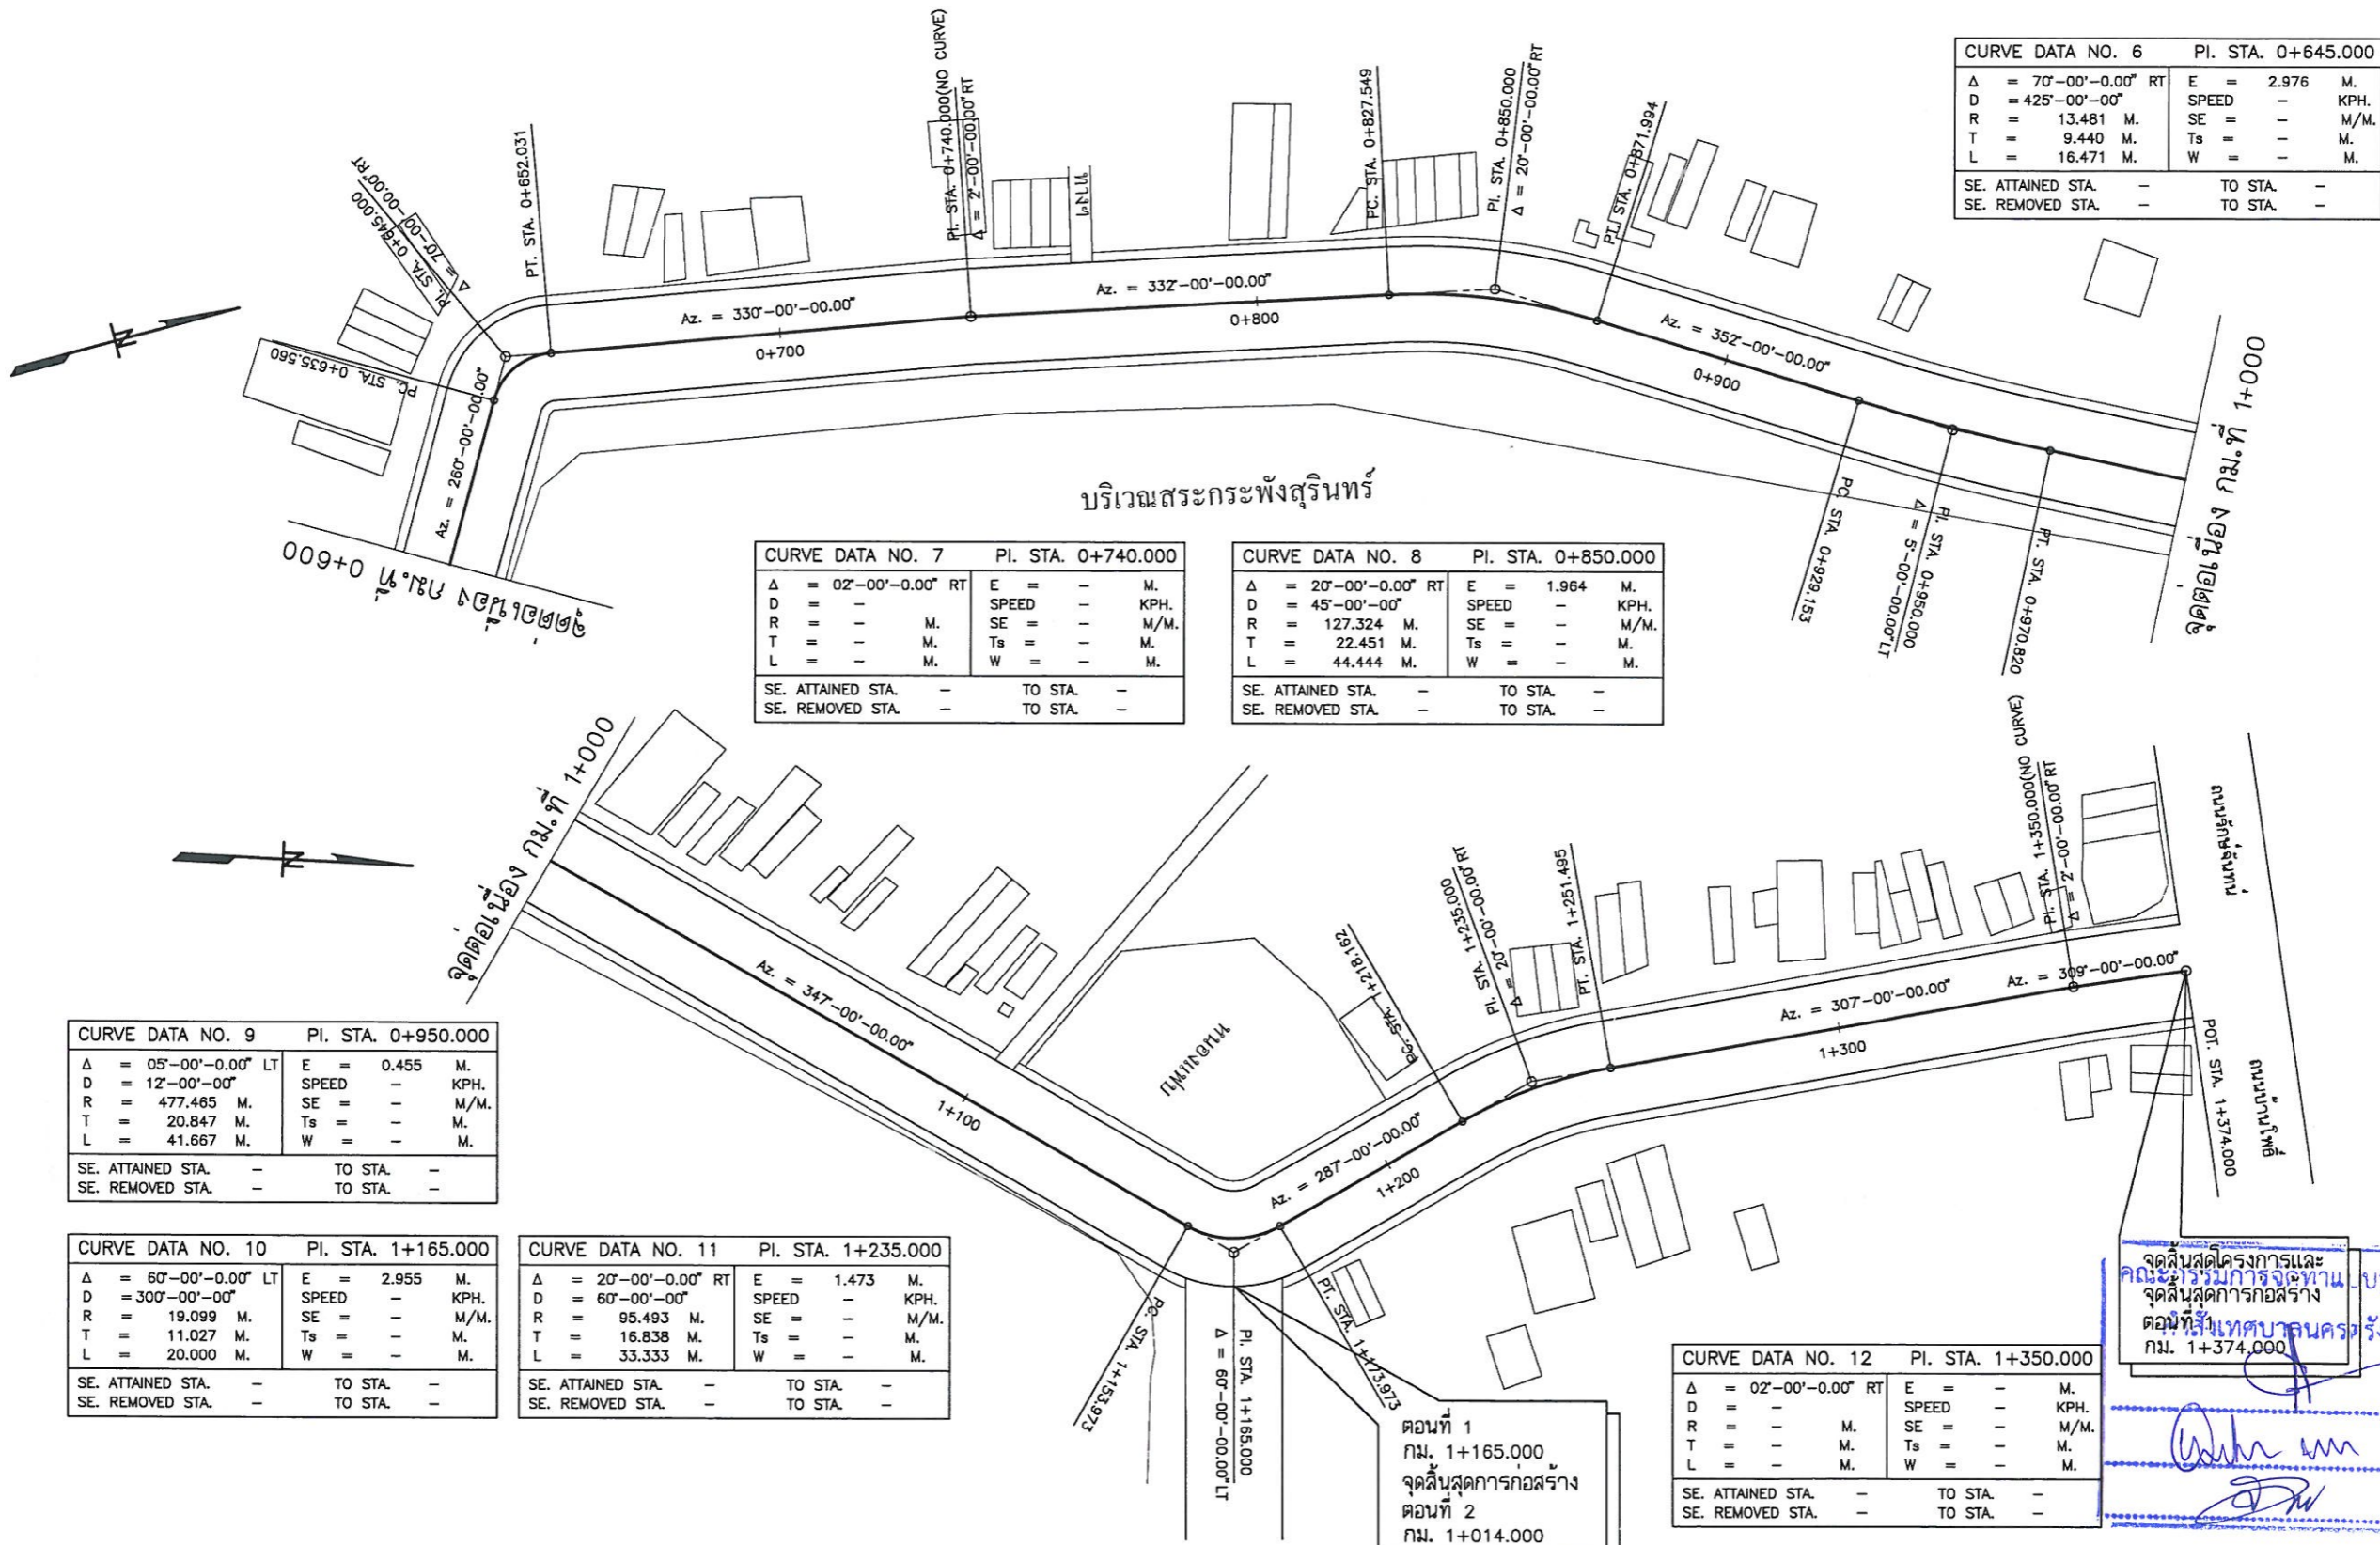 CURVE DATA NO. 6 PI. STA. 0+645.000
Δ = 70°-00'-0.00" RT E = 2.976 M.
D = 425°-00'-00" SPEED - KPH.
R = 13.481 M. SE = - M/M.
T = 9.440 M. Ts = - M.
L = 16.471 M. W = - M.
SE. ATTAINED STA. - TO STA. -
SE. REMOVED STA. - TO STA. -
PC. STA. 0+635.560
PI. STA. 0+645.000
Δ = 70°-00'-00.00" RT
PT. STA. 0+652.031
PI. STA. 0+740.000(NO CURVE)
Δ = 2°-00'-00.00" RT
PC. STA. 0+827.549
PI. STA. 0+850.000
Δ = 20°-00'-00.00" RT
PT. STA. 0+871.994
Az. = 260°-00'-00.00"
Az. = 330°-00'-00.00"
0+700
Az. = 332°-00'-00.00"
0+800
Az. = 352°-00'-00.00"
0+900
PC. STA. 0+929.153
PI. STA. 0+950.000
Δ = 5°-00'-00.00" LT
PT. STA. 0+970.820
จุดต่อเนื่อง กม.ที่ 0+600
จุดต่อเนื่อง กม.ที่ 1+000
บริเวณสระกระพังสุรินทร์
CURVE DATA NO. 7 PI. STA. 0+740.000
Δ = 02°-00'-0.00" RT E = - M.
D = - SPEED - KPH.
R = - M. SE = - M/M.
T = - M. Ts = - M.
L = - M. W = - M.
SE. ATTAINED STA. - TO STA. -
SE. REMOVED STA. - TO STA. -
CURVE DATA NO. 8 PI. STA. 0+850.000
Δ = 20°-00'-0.00" RT E = 1.964 M.
D = 45°-00'-00" SPEED - KPH.
R = 127.324 M. SE = - M/M.
T = 22.451 M. Ts = - M.
L = 44.444 M. W = - M.
SE. ATTAINED STA. - TO STA. -
SE. REMOVED STA. - TO STA. -
จุดต่อเนื่อง กม.ที่ 1+000
Az. = 347°-00'-00.00"
1+100
หนองแฟบ
Az. = 287°-00'-00.00"
1+200
PC. STA. 1+218.162
PI. STA. 1+235.000
Δ = 20°-00'-00.00" RT
PT. STA. 1+251.495
Az. = 307°-00'-00.00"
1+300
PI. STA. 1+350.000(NO CURVE)
Δ = 2°-00'-00.00" RT
Az. = 309°-00'-00.00"
POT. STA. 1+374.000
ถนนบ้านโพธิ์
PC. STA. 1+153.973
PI. STA. 1+165.000
Δ = 60°-00'-00.00" LT
PT. STA. 1+173.973
CURVE DATA NO. 9 PI. STA. 0+950.000
Δ = 05°-00'-0.00" LT E = 0.455 M.
D = 12°-00'-00" SPEED - KPH.
R = 477.465 M. SE = - M/M.
T = 20.847 M. Ts = - M.
L = 41.667 M. W = - M.
SE. ATTAINED STA. - TO STA. -
SE. REMOVED STA. - TO STA. -
CURVE DATA NO. 10 PI. STA. 1+165.000
Δ = 60°-00'-0.00" LT E = 2.955 M.
D = 300°-00'-00" SPEED - KPH.
R = 19.099 M. SE = - M/M.
T = 11.027 M. Ts = - M.
L = 20.000 M. W = - M.
SE. ATTAINED STA. - TO STA. -
SE. REMOVED STA. - TO STA. -
CURVE DATA NO. 11 PI. STA. 1+235.000
Δ = 20°-00'-0.00" RT E = 1.473 M.
D = 60°-00'-00" SPEED - KPH.
R = 95.493 M. SE = - M/M.
T = 16.838 M. Ts = - M.
L = 33.333 M. W = - M.
SE. ATTAINED STA. - TO STA. -
SE. REMOVED STA. - TO STA. -
ตอนที่ 1
กม. 1+165.000
จุดสิ้นสุดการก่อสร้าง
ตอนที่ 2
กม. 1+014.000
CURVE DATA NO. 12 PI. STA. 1+350.000
Δ = 02°-00'-0.00" RT E = - M.
D = - SPEED - KPH.
R = - M. SE = - M/M.
T = - M. Ts = - M.
L = - M. W = - M.
SE. ATTAINED STA. - TO STA. -
SE. REMOVED STA. - TO STA. -
จุดสิ้นสุดโครงการและ
จุดสิ้นสุดการก่อสร้าง
ตอนที่ 1
กม. 1+374.000